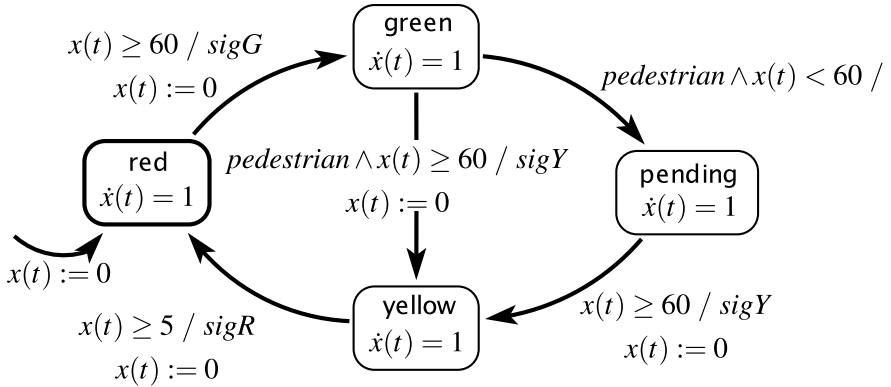 green
ẋ(t) = 1
x(t) ≥ 60 / sigG
x(t) := 0
pedestrian ∧ x(t) < 60 /
red
ẋ(t) = 1
pedestrian ∧ x(t) ≥ 60 / sigY
x(t) := 0
pending
ẋ(t) = 1
x(t) := 0
yellow
ẋ(t) = 1
x(t) ≥ 60 / sigY
x(t) := 0
x(t) ≥ 5 / sigR
x(t) := 0